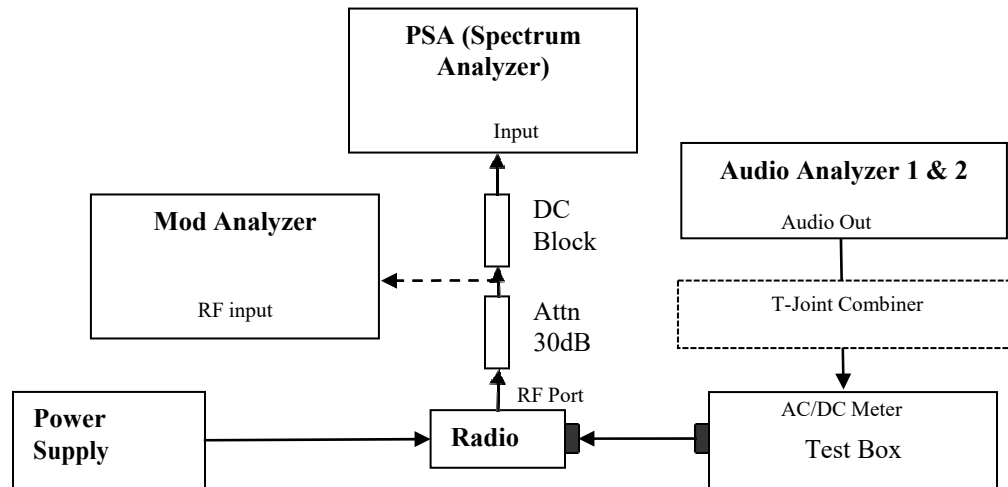 PSA (Spectrum
Analyzer)
Input
Audio Analyzer 1 & 2
Audio Out
Mod Analyzer
RF input
DC
Block
T-Joint Combiner
Attn
30dB
RF Port
Power
Supply
Radio
AC/DC Meter
Test Box